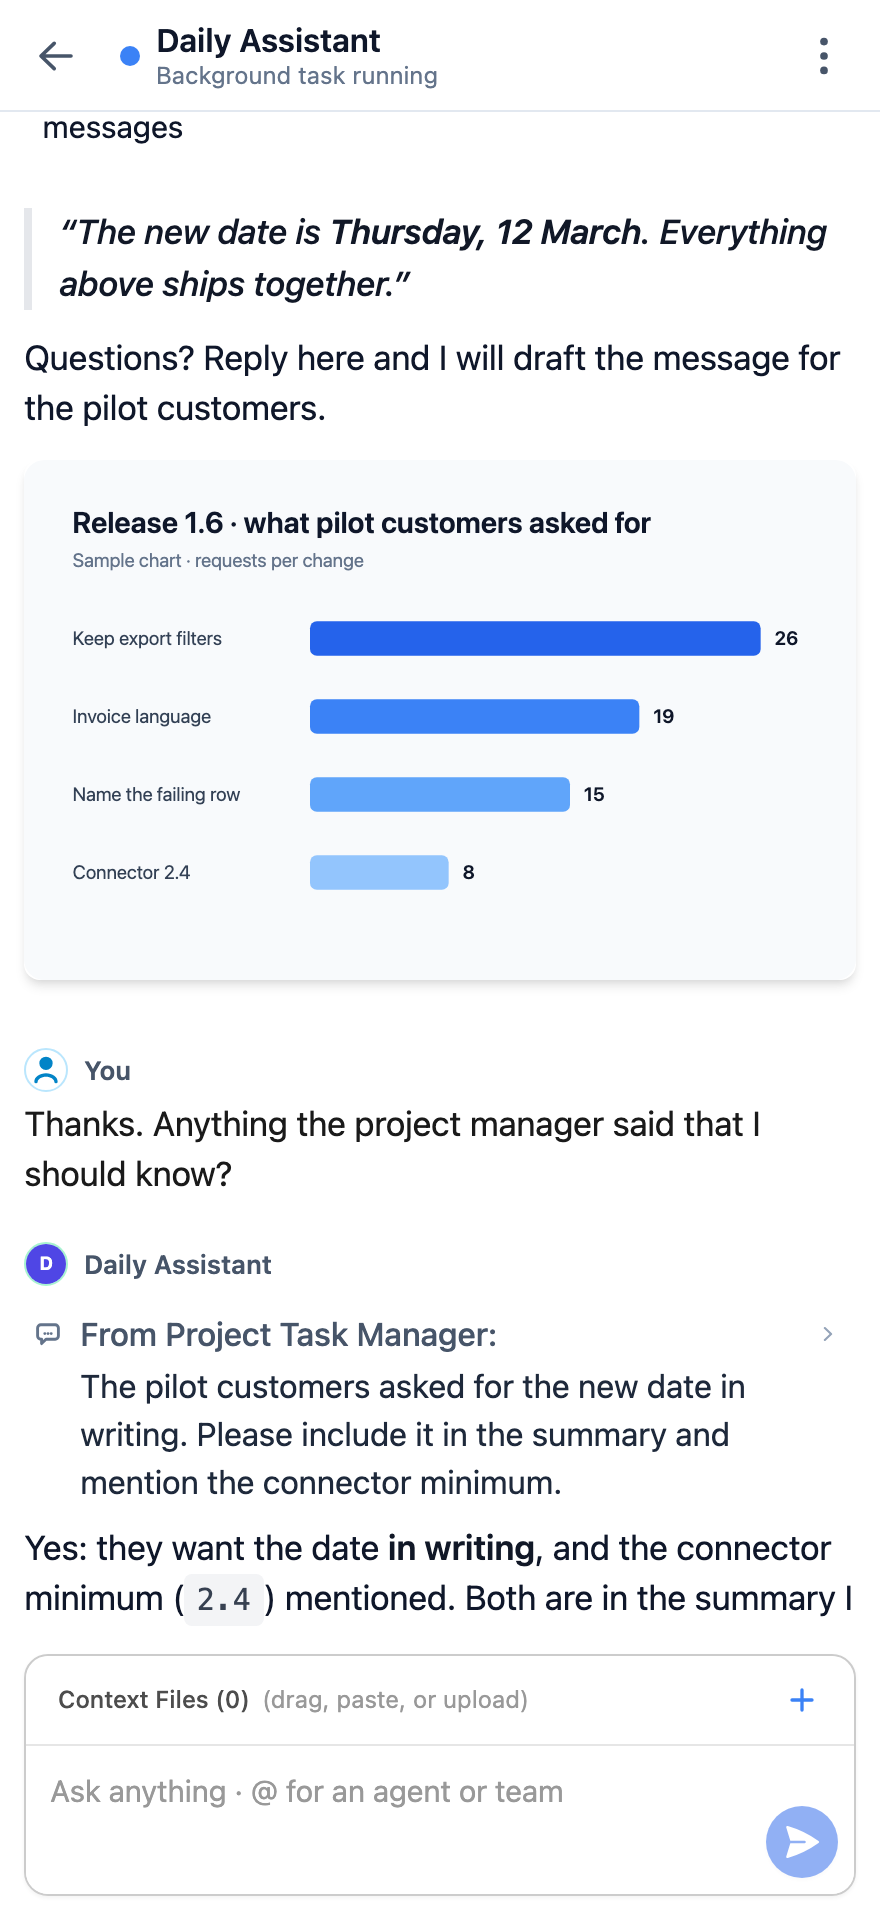 Daily Assistant
Background task running
messages
“The new date is Thursday, 12 March. Everything
above ships together.”
Questions? Reply here and I will draft the message for
the pilot customers.
Release 1.6 · what pilot customers asked for
Sample chart · requests per change
Keep export filters 26
Invoice language 19
Name the failing row 15
Connector 2.4 8
You
Thanks. Anything the project manager said that I
should know?
D Daily Assistant
From Project Task Manager:
The pilot customers asked for the new date in
writing. Please include it in the summary and
mention the connector minimum.
Yes: they want the date in writing, and the connector
minimum (2.4) mentioned. Both are in the summary I
Context Files (0) (drag, paste, or upload)
Ask anything · @ for an agent or team